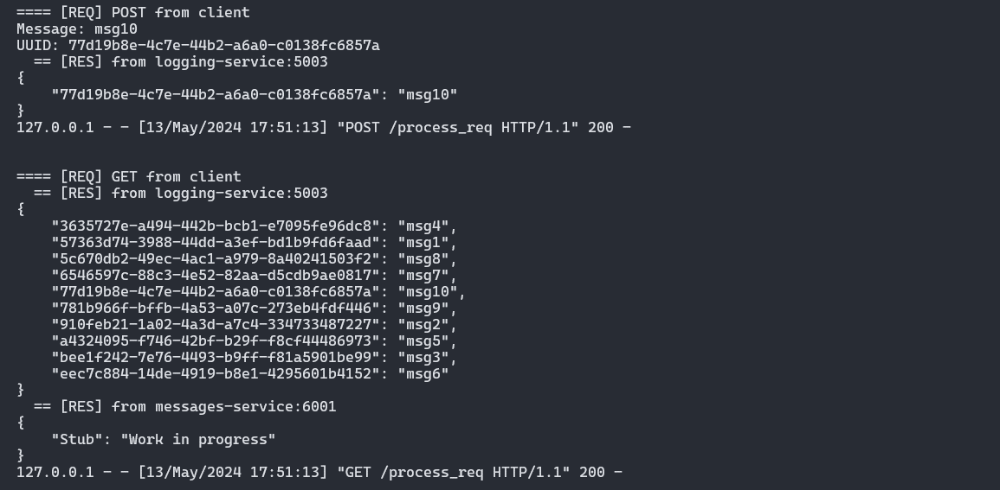 ==== [REQ] POST from client
Message: msg10
UUID: 77d19b8e-4c7e-44b2-a6a0-c0138fc6857a
  == [RES] from logging-service:5003
{
    "77d19b8e-4c7e-44b2-a6a0-c0138fc6857a": "msg10"
}
127.0.0.1 - - [13/May/2024 17:51:13] "POST /process_req HTTP/1.1" 200 -
==== [REQ] GET from client
  == [RES] from logging-service:5003
{
    "3635727e-a494-442b-bcb1-e7095fe96dc8": "msg4",
    "57363d74-3988-44dd-a3ef-bd1b9fd6faad": "msg1",
    "5c670db2-49ec-4ac1-a979-8a40241503f2": "msg8",
    "6546597c-88c3-4e52-82aa-d5cdb9ae0817": "msg7",
    "77d19b8e-4c7e-44b2-a6a0-c0138fc6857a": "msg10",
    "781b966f-bffb-4a53-a07c-273eb4fdf446": "msg9",
    "910feb21-1a02-4a3d-a7c4-334733487227": "msg2",
    "a4324095-f746-42bf-b29f-f8cf44486973": "msg5",
    "bee1f242-7e76-4493-b9ff-f81a5901be99": "msg3",
    "eec7c884-14de-4919-b8e1-4295601b4152": "msg6"
}
  == [RES] from messages-service:6001
{
    "Stub": "Work in progress"
}
127.0.0.1 - - [13/May/2024 17:51:13] "GET /process_req HTTP/1.1" 200 -